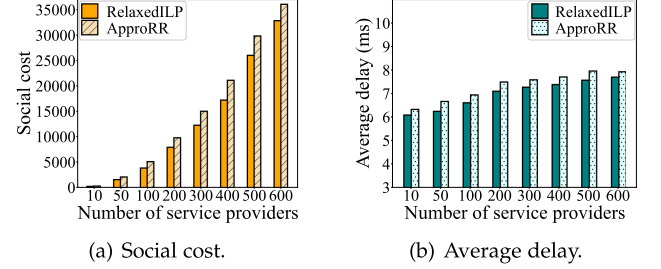 RelaxedILP
ApproRR
Social cost
35000
30000
25000
20000
15000
10000
5000
0
10 50 100 200 300 400 500 600
Number of service providers
(a) Social cost.
RelaxedILP
ApproRR
Average delay (ms)
10
9
8
7
6
5
4
3
10 50 100 200 300 400 500 600
Number of service providers
(b) Average delay.